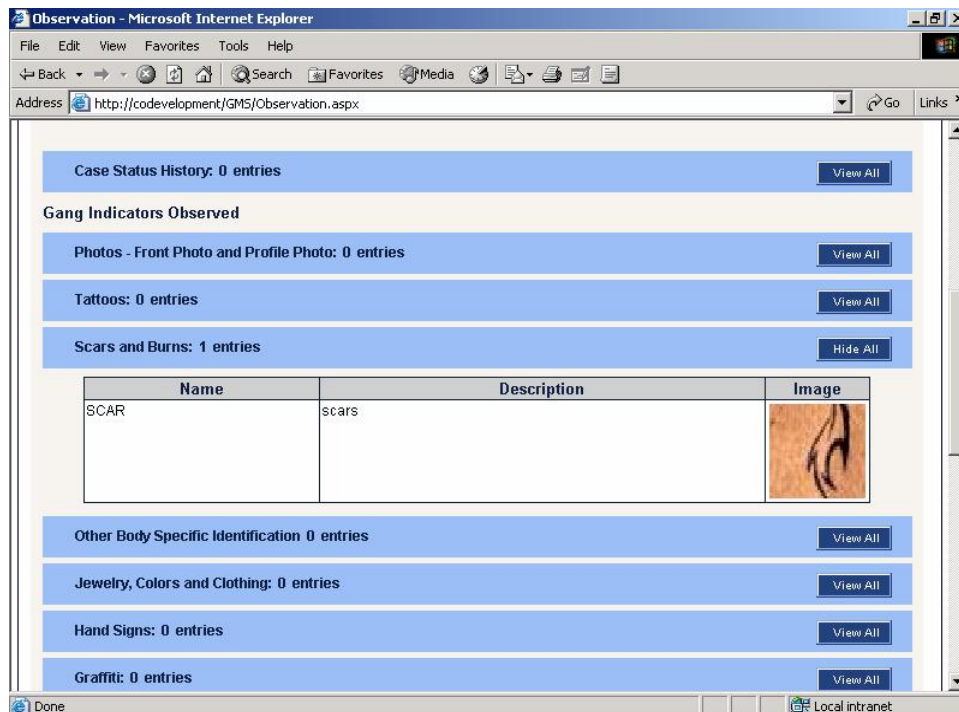 Observation - Microsoft Internet Explorer
File Edit View Favorites Tools Help
Back Search Favorites Media
Address http://codevelopment/GMS/Observation.aspx Go Links
Case Status History: 0 entries View All
Gang Indicators Observed
Photos - Front Photo and Profile Photo: 0 entries View All
Tattoos: 0 entries View All
Scars and Burns: 1 entries Hide All
Name Description Image
SCAR scars
Other Body Specific Identification 0 entries View All
Jewelry, Colors and Clothing: 0 entries View All
Hand Signs: 0 entries View All
Graffiti: 0 entries View All
Done Local intranet